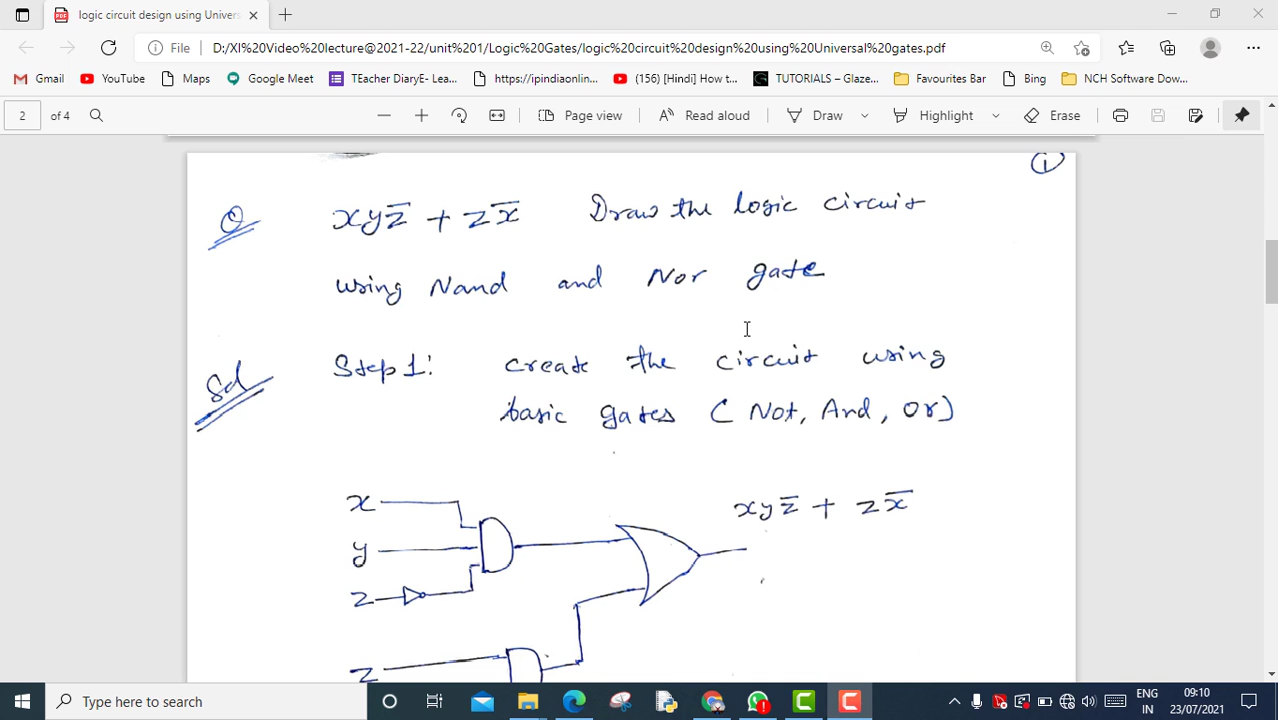 logic circuit design using Univer
File
D:/XI%20Video%20lecture@2021-22/unit%201/Logic%20Gates/logic%20circuit%20design%20using%20Universal%20gates.pdf
Gmail YouTube Maps Google Meet TEacher DiaryE- Lea... https://ipindiaonlin... (156) [Hindi] How t... TUTORIALS – Glaze... Favourites Bar Bing NCH Software Dow...
2 of 4 Page view Read aloud Draw Highlight Erase
1
Q xyz̅ + zx̅ Draw the logic circuit
using Nand and Nor gate
Sol Step 1: create the circuit using
basic gates ( Not, And, Or)
x
xyz̅ + zx̅
y
z
z
Type here to search
ENG 09:10
IN 23/07/2021